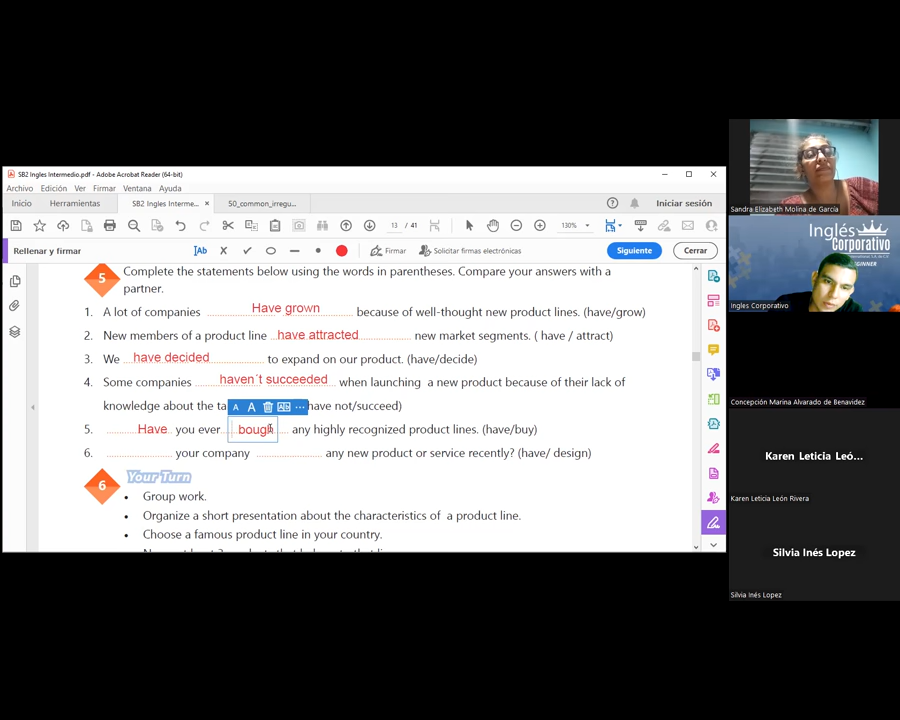 SB2 Ingles Intermedio.pdf - Adobe Acrobat Reader (64-bit)
Archivo Edición Ver Firmar Ventana Ayuda
Inicio Herramientas SB2 Ingles Interme... × 50_common_irregu... Iniciar sesión
13 / 41 130%
Rellenar y firmar Ab Firmar Solicitar firmas electrónicas Siguiente Cerrar
5 Complete the statements below using the words in parentheses. Compare your answers with a
partner.
1. A lot of companies Have grown because of well-thought new product lines. (have/grow)
2. New members of a product line have attracted new market segments. ( have / attract)
3. We have decided to expand on our product. (have/decide)
4. Some companies haven´t succeeded when launching a new product because of their lack of
knowledge about the ta A A Ab ... have not/succeed)
5. Have you ever bough any highly recognized product lines. (have/buy)
6. your company any new product or service recently? (have/ design)
6 Your Turn
• Group work.
• Organize a short presentation about the characteristics of a product line.
• Choose a famous product line in your country.
Sandra Elizabeth Molina de García
Inglés
Corporativo
Ingles Corporativo
Concepción Marina Alvarado de Benavidez
Karen Leticia Leó...
Karen Leticia León Rivera
Silvia Inés Lopez
Silvia Inés Lopez